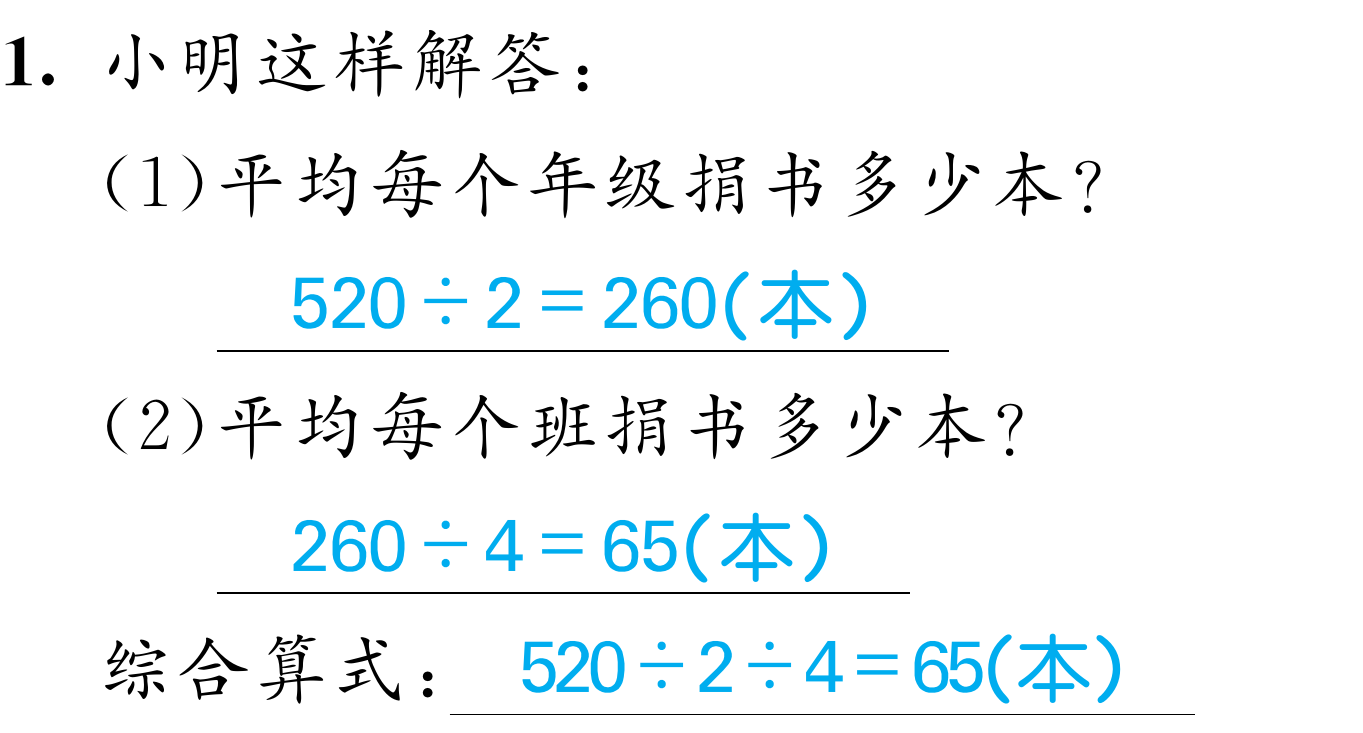 1. 小明这样解答：
(1)平均每个年级捐书多少本？
520÷2=260(本)
(2)平均每个班捐书多少本？
260÷4=65(本)
综合算式：520÷2÷4=65(本)